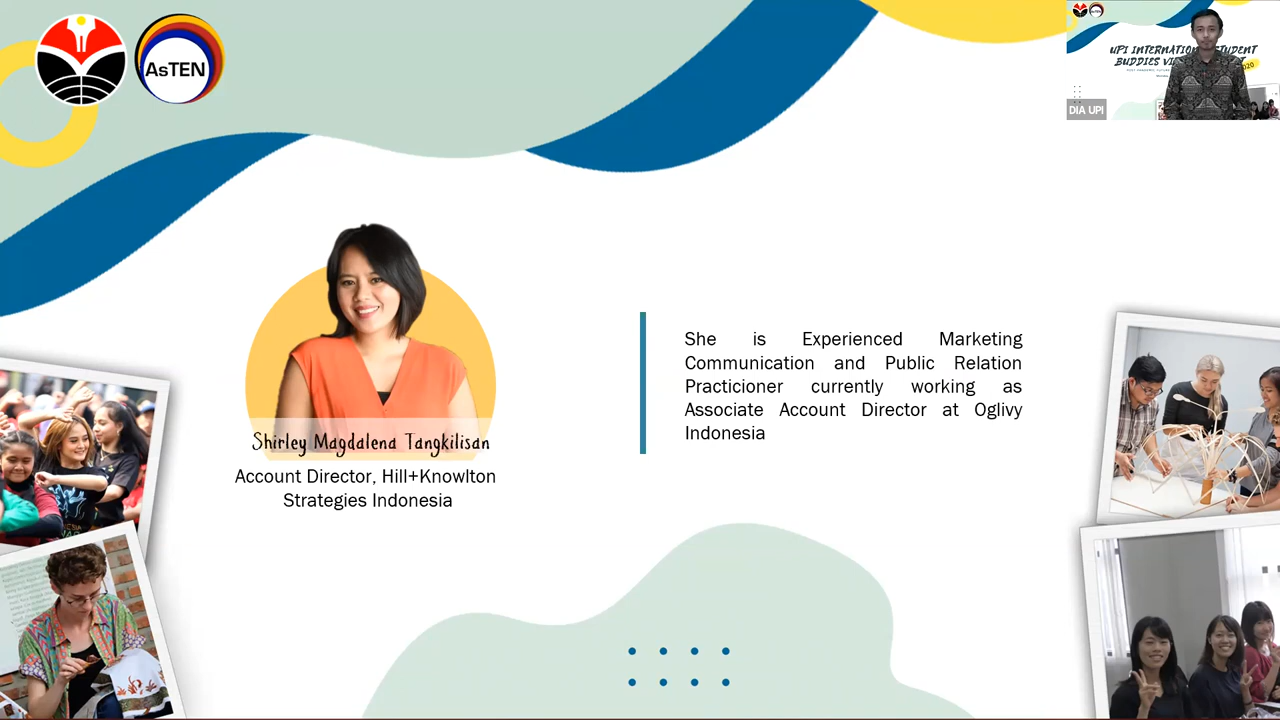 AsTEN
UPI INTERNATIONAL STUDENT
BUDDIES
2020
DIA UPI
She is Experienced Marketing
Communication and Public Relation
Practicioner currently working as
Associate Account Director at Oglivy
Indonesia
Shirley Magdalena Tangkilisan
Account Director, Hill+Knowlton
Strategies Indonesia